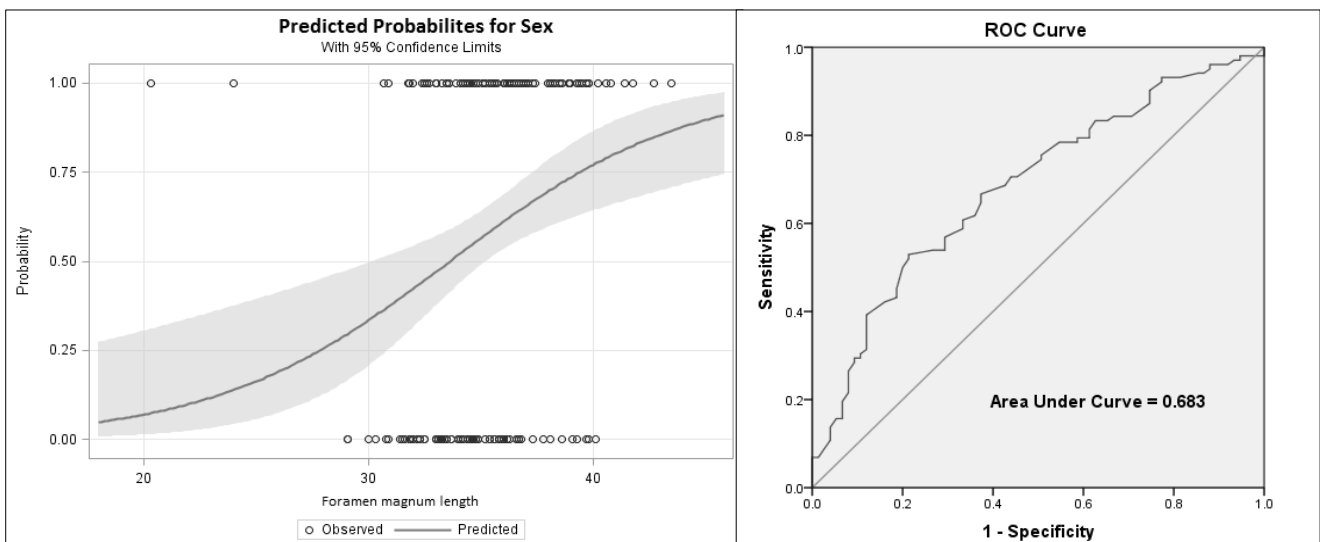 Predicted Probabilites for Sex
With 95% Confidence Limits
1.00
0.75
0.50
0.25
0.00
Probability
20 30 40
Foramen magnum length
Observed Predicted
ROC Curve
1.0
0.8
0.6
0.4
0.2
0.0
Sensitivity
Area Under Curve = 0.683
0.0 0.2 0.4 0.6 0.8 1.0
1 - Specificity